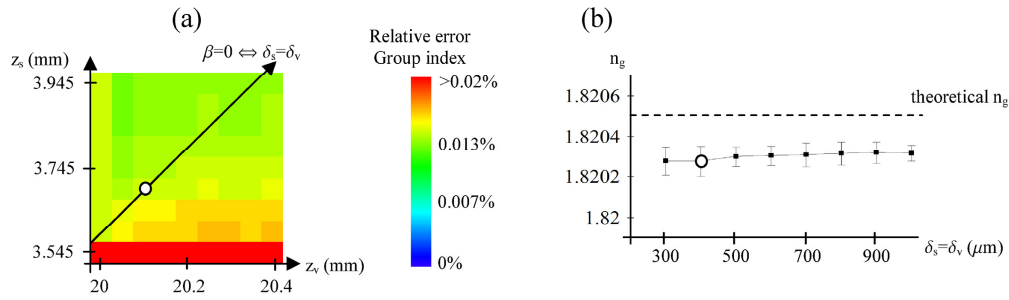 (a)
z_s (mm)
β=0 ⇔ δ_s=δ_v
3.945
3.745
3.545
20
20.2
20.4
z_v (mm)
Relative error
Group index
>0.02%
0.013%
0.007%
0%
(b)
n_g
1.8206
1.8204
1.8202
1.82
theoretical n_g
300
500
700
900
δ_s=δ_v (μm)